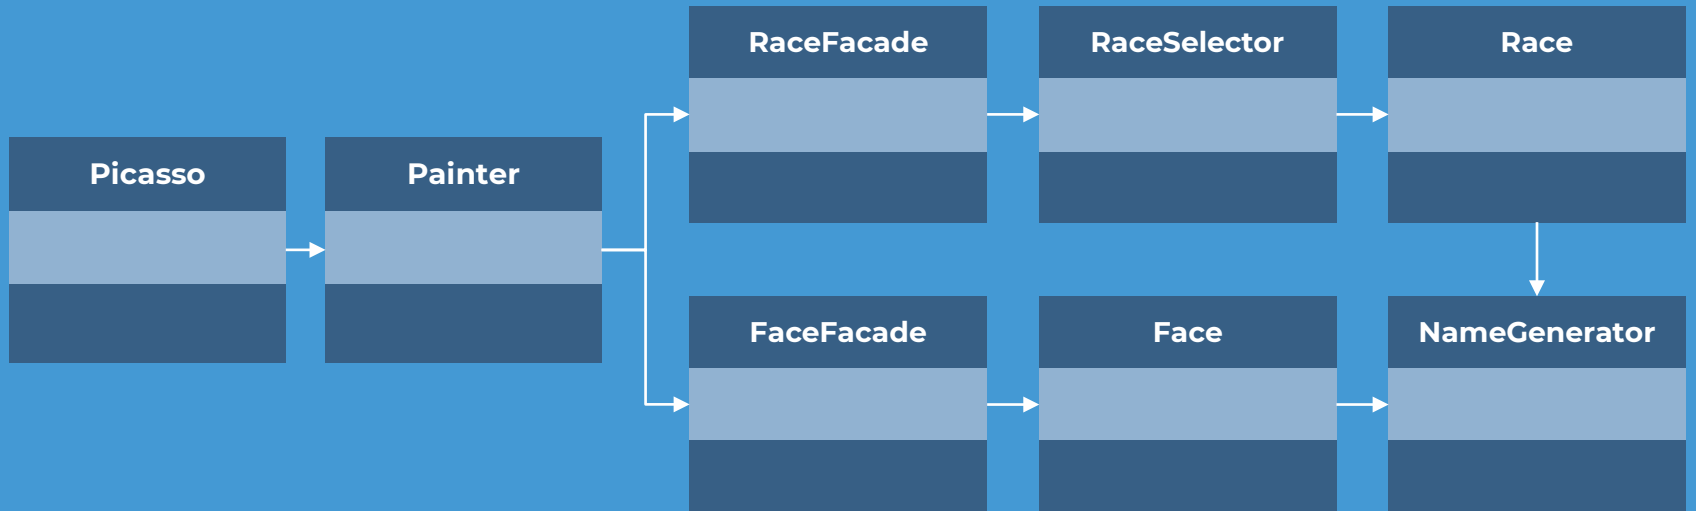 RaceFacade
RaceSelector
Race
Picasso
Painter
FaceFacade
Face
NameGenerator